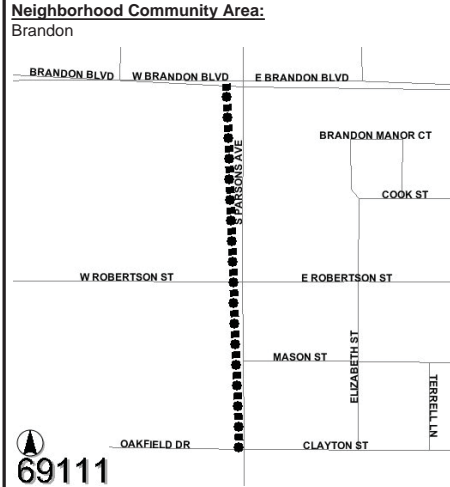 Neighborhood Community Area:
Brandon
BRANDON BLVD
W BRANDON BLVD
E BRANDON BLVD
BRANDON MANOR CT
S PARSONS AVE
COOK ST
W ROBERTSON ST
E ROBERTSON ST
MASON ST
ELIZABETH ST
TERRELL LN
OAKFIELD DR
CLAYTON ST
69111